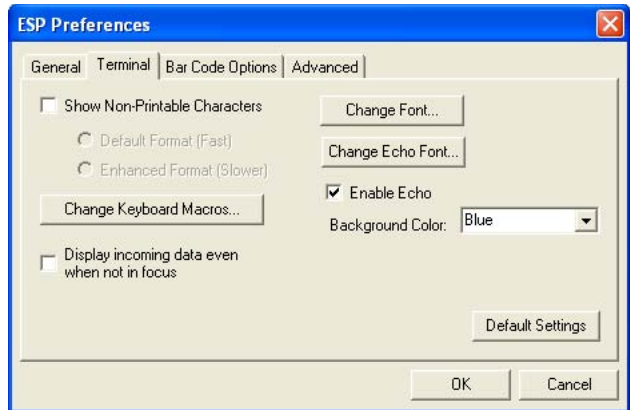 ESP Preferences
General Terminal Bar Code Options Advanced
Show Non-Printable Characters
Default Format (Fast)
Enhanced Format (Slower)
Change Keyboard Macros...
Display incoming data even
when not in focus
Change Font...
Change Echo Font...
Enable Echo
Background Color: Blue
Default Settings
OK Cancel